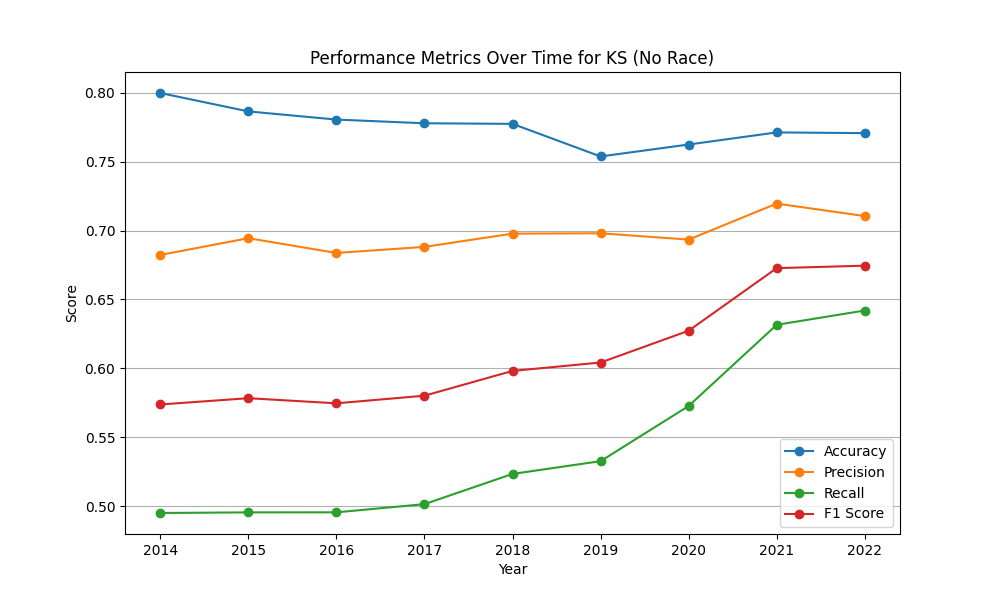 Performance Metrics Over Time for KS (No Race)
Score
0.80
0.75
0.70
0.65
0.60
0.55
0.50
Accuracy
Precision
Recall
F1 Score
2014 2015 2016 2017 2018 2019 2020 2021 2022
Year